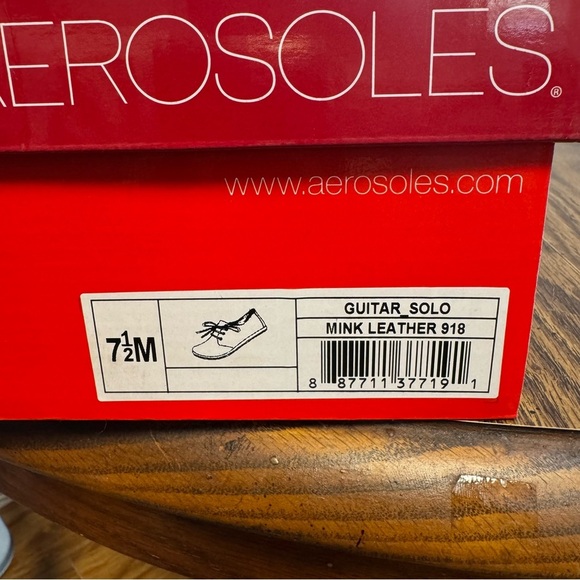 AEROSOLES®
www.aerosoles.com
7½M
GUITAR_SOLO
MINK LEATHER 918
8 87711 37719 1